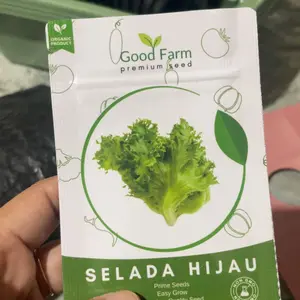 ORGANIC
PRODUCT
Good Farm
premium seed
SELADA HIJAU
Prime Seeds
Easy Grow